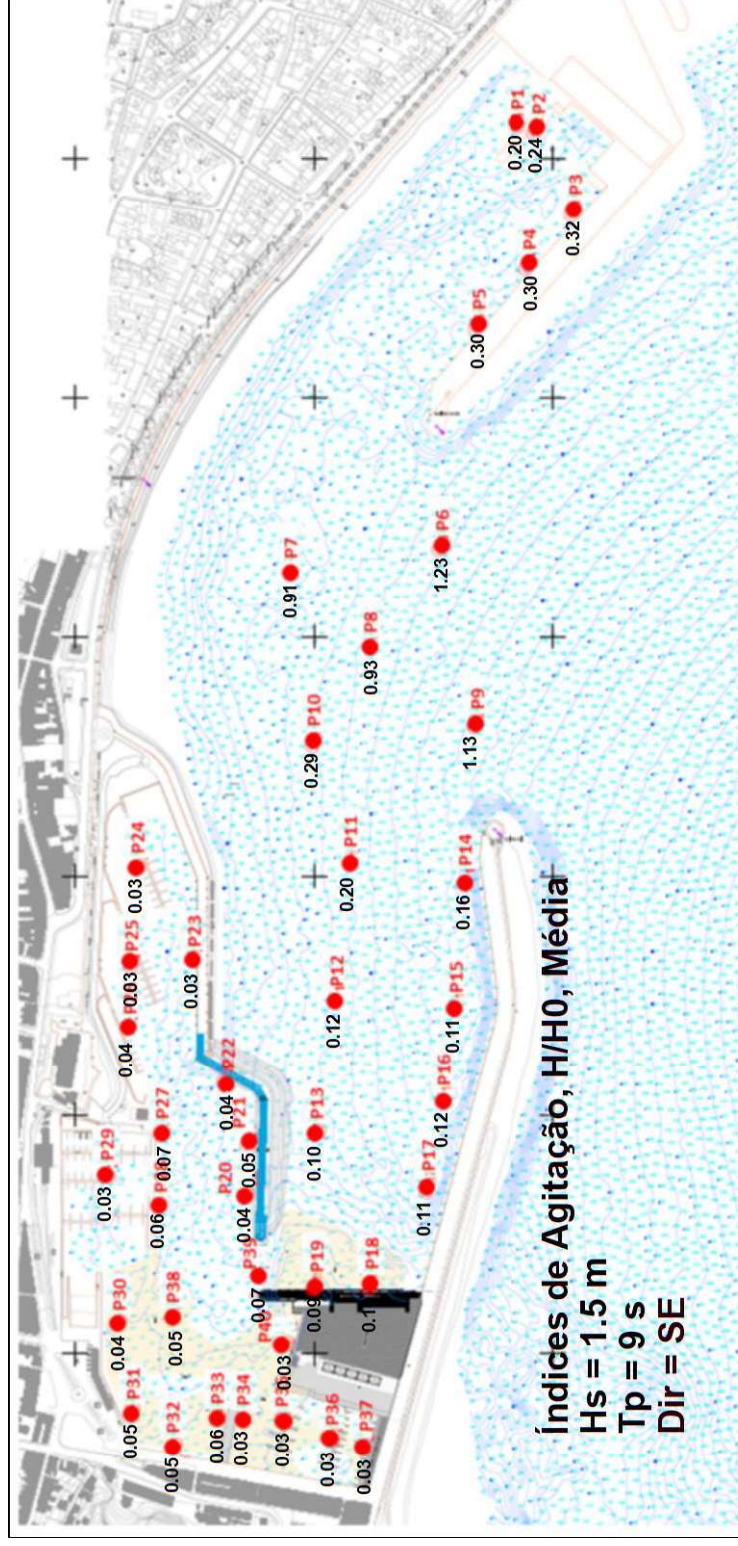 0.20
P1
0.24
P2
0.32
P3
0.30
P4
0.30
P5
1.23
P6
0.91
P7
0.93
P8
1.13
P9
0.29
P10
0.20
P11
0.12
P12
0.10
P13
0.16
P14
0.11
P15
0.12
P16
0.11
P17
P18
0.09
P19
0.04
P20
0.05
P21
0.04
P22
0.03
P23
0.03
P24
0.03
P25
0.04
0.07
P27
0.06
0.03
P29
0.04
P30
0.05
P31
0.05
P32
0.06
P33
0.03
P34
0.03
0.03
P36
0.03
P37
0.05
P38
0.07
P39
0.03
P40
Índices de Agitação, H/H0, Média
Hs = 1.5 m
Tp = 9 s
Dir = SE